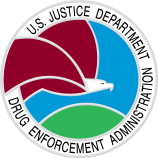 U.S. JUSTICE DEPARTMENT
DRUG ENFORCEMENT ADMINISTRATION